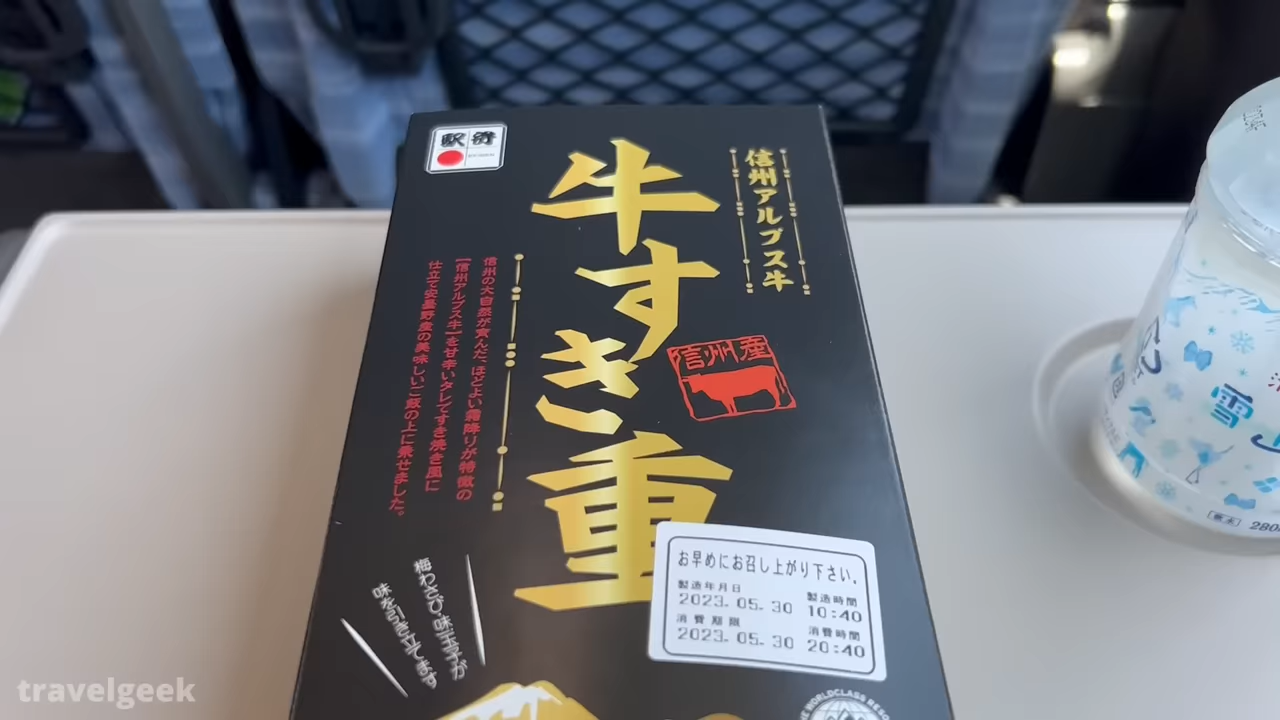 駅弁
信州アルプス牛
牛すき重
信州産
信州の大自然が育んだ、ほどよい霜降りが特徴の
【信州アルプス牛】を甘辛いタレですき焼き風に
仕立て安曇野産の美味しいご飯の上に乗せました。
梅わさび・味玉子が
味を引き立てます
お早めにお召し上がり下さい。
製造年月日 製造時間
2023.05.30 10:40
消費期限 消費時間
2023.05.30 20:40
WORLDCLASS
雪
280
travelgeek